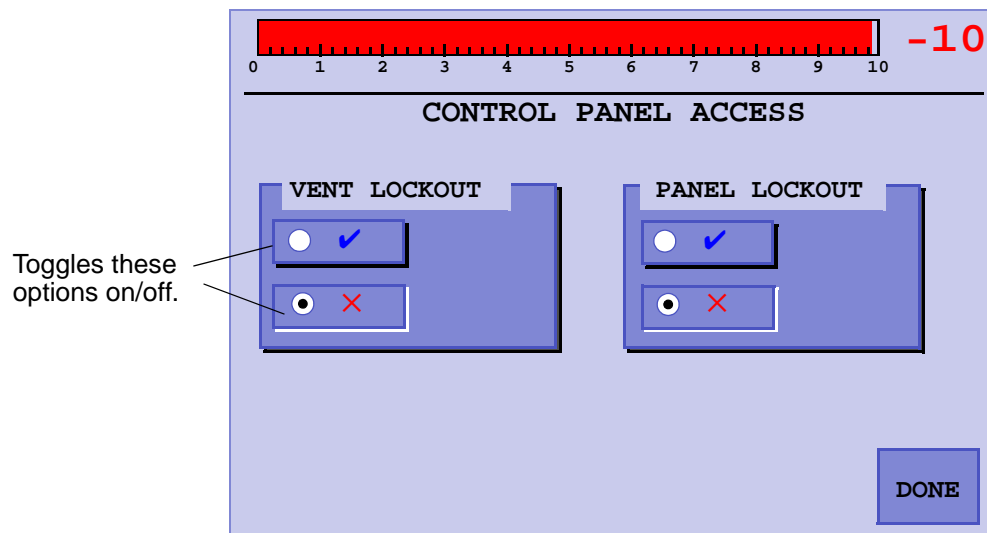 -10
0 1 2 3 4 5 6 7 8 9 10
CONTROL PANEL ACCESS
VENT LOCKOUT
PANEL LOCKOUT
Toggles these
options on/off.
DONE